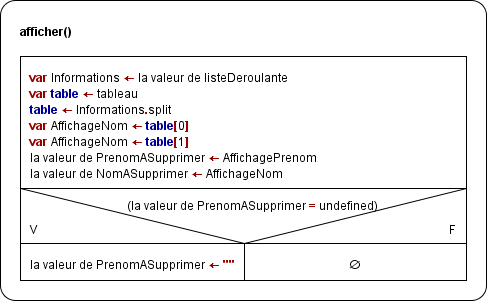 afficher()
var Informations ← la valeur de listeDeroulante
var table ← tableau
table ← Informations.split
var AffichageNom ← table[0]
var AffichageNom ← table[1]
la valeur de PrenomASupprimer ← AffichagePrenom
la valeur de NomASupprimer ← AffichageNom
(la valeur de PrenomASupprimer = undefined)
V F
la valeur de PrenomASupprimer ← "" ∅